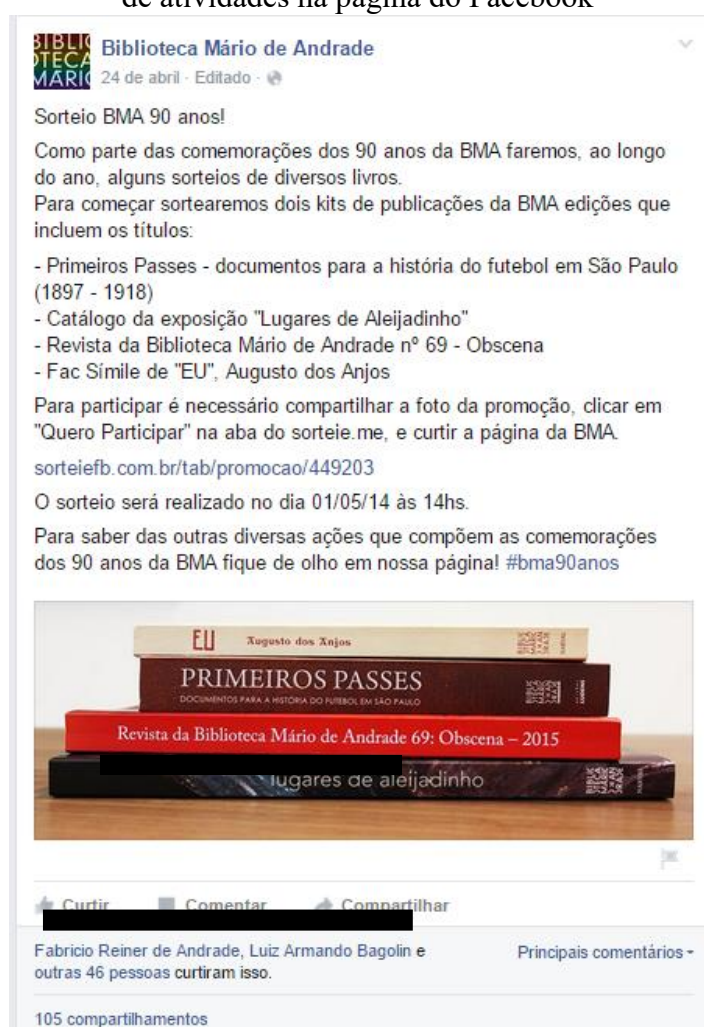 de atividades na página do Facebook
BIBLIO
OTECA
MÁRIO
Biblioteca Mário de Andrade
24 de abril · Editado ·
Sorteio BMA 90 anos!
Como parte das comemorações dos 90 anos da BMA faremos, ao longo
do ano, alguns sorteios de diversos livros.
Para começar sortearemos dois kits de publicações da BMA edições que
incluem os títulos:
- Primeiros Passes - documentos para a história do futebol em São Paulo
(1897 - 1918)
- Catálogo da exposição "Lugares de Aleijadinho"
- Revista da Biblioteca Mário de Andrade nº 69 - Obscena
- Fac Símile de "EU", Augusto dos Anjos
Para participar é necessário compartilhar a foto da promoção, clicar em
"Quero Participar" na aba do sorteie.me, e curtir a página da BMA.
sorteiefb.com.br/tab/promocao/449203
O sorteio será realizado no dia 01/05/14 às 14hs.
Para saber das outras diversas ações que compõem as comemorações
dos 90 anos da BMA fique de olho em nossa página! #bma90anos
EU Augusto dos Anjos
PRIMEIROS PASSES
DOCUMENTOS PARA A HISTÓRIA DO FUTEBOL EM SÃO PAULO
Revista da Biblioteca Mário de Andrade 69: Obscena – 2015
lugares de aleijadinho
Curtir Comentar Compartilhar
Fabricio Reiner de Andrade, Luiz Armando Bagolin e
outras 46 pessoas curtiram isso.
Principais comentários
105 compartilhamentos